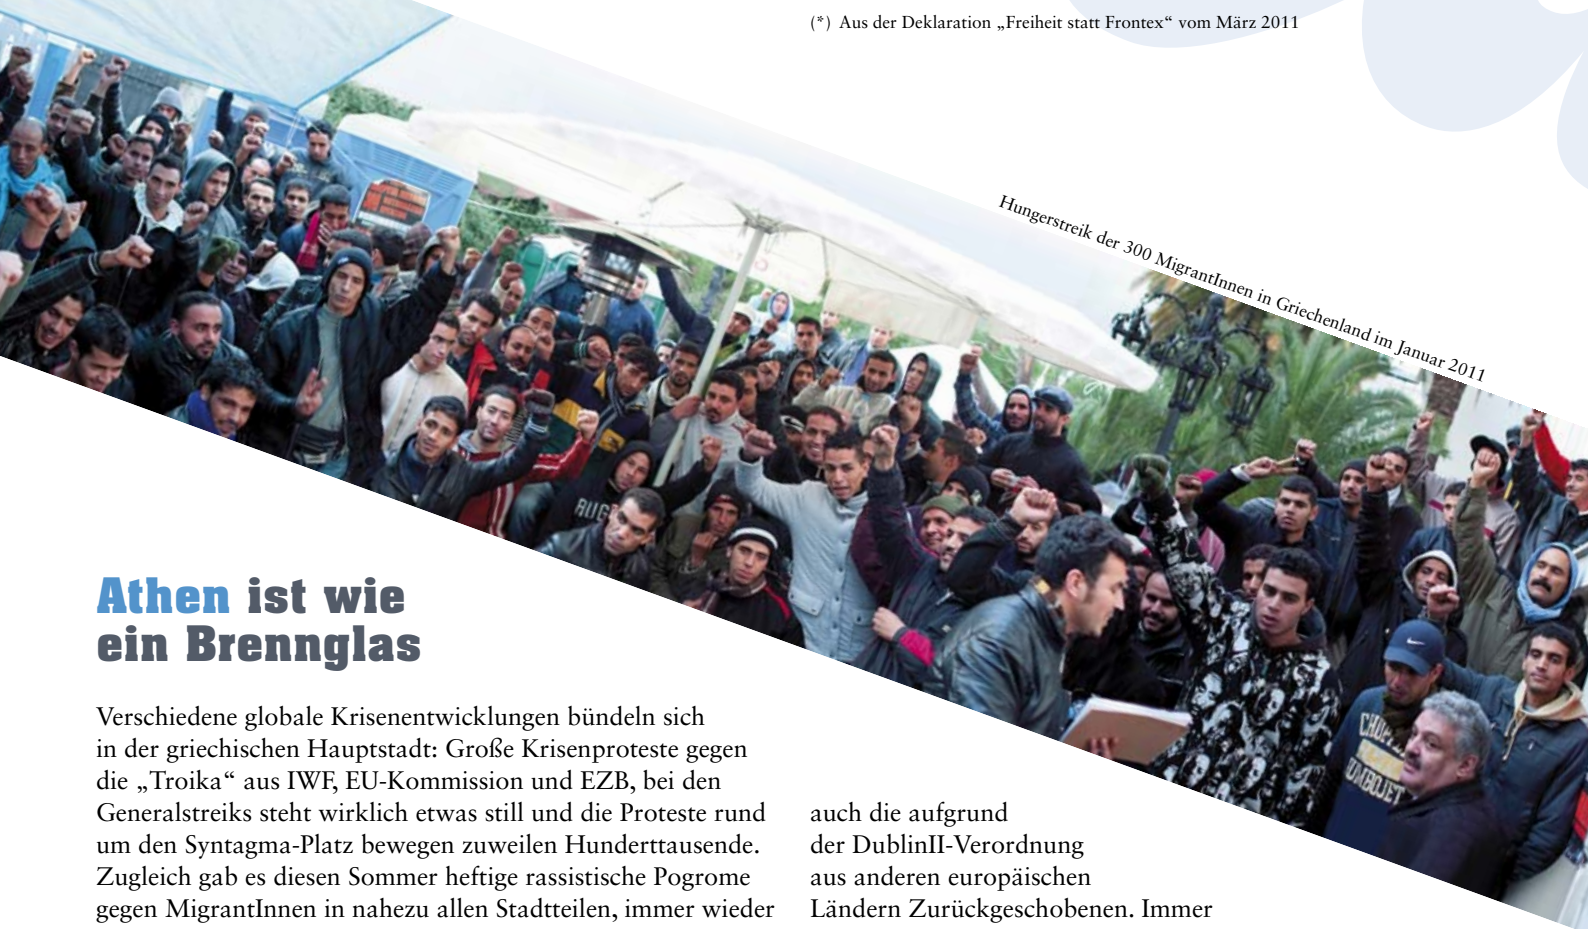 (*) Aus der Deklaration „Freiheit statt Frontex“ vom März 2011
Hungerstreik der 300 MigrantInnen in Griechenland im Januar 2011
Athen ist wie
ein Brennglas
Verschiedene globale Krisenentwicklungen bündeln sich
in der griechischen Hauptstadt: Große Krisenproteste gegen
die „Troika“ aus IWF, EU-Kommission und EZB, bei den
Generalstreiks steht wirklich etwas still und die Proteste rund
um den Syntagma-Platz bewegen zuweilen Hunderttausende.
Zugleich gab es diesen Sommer heftige rassistische Pogrome
gegen MigrantInnen in nahezu allen Stadtteilen, immer wieder
auch die aufgrund
der DublinII-Verordnung
aus anderen europäischen
Ländern Zurückgeschobenen. Immer